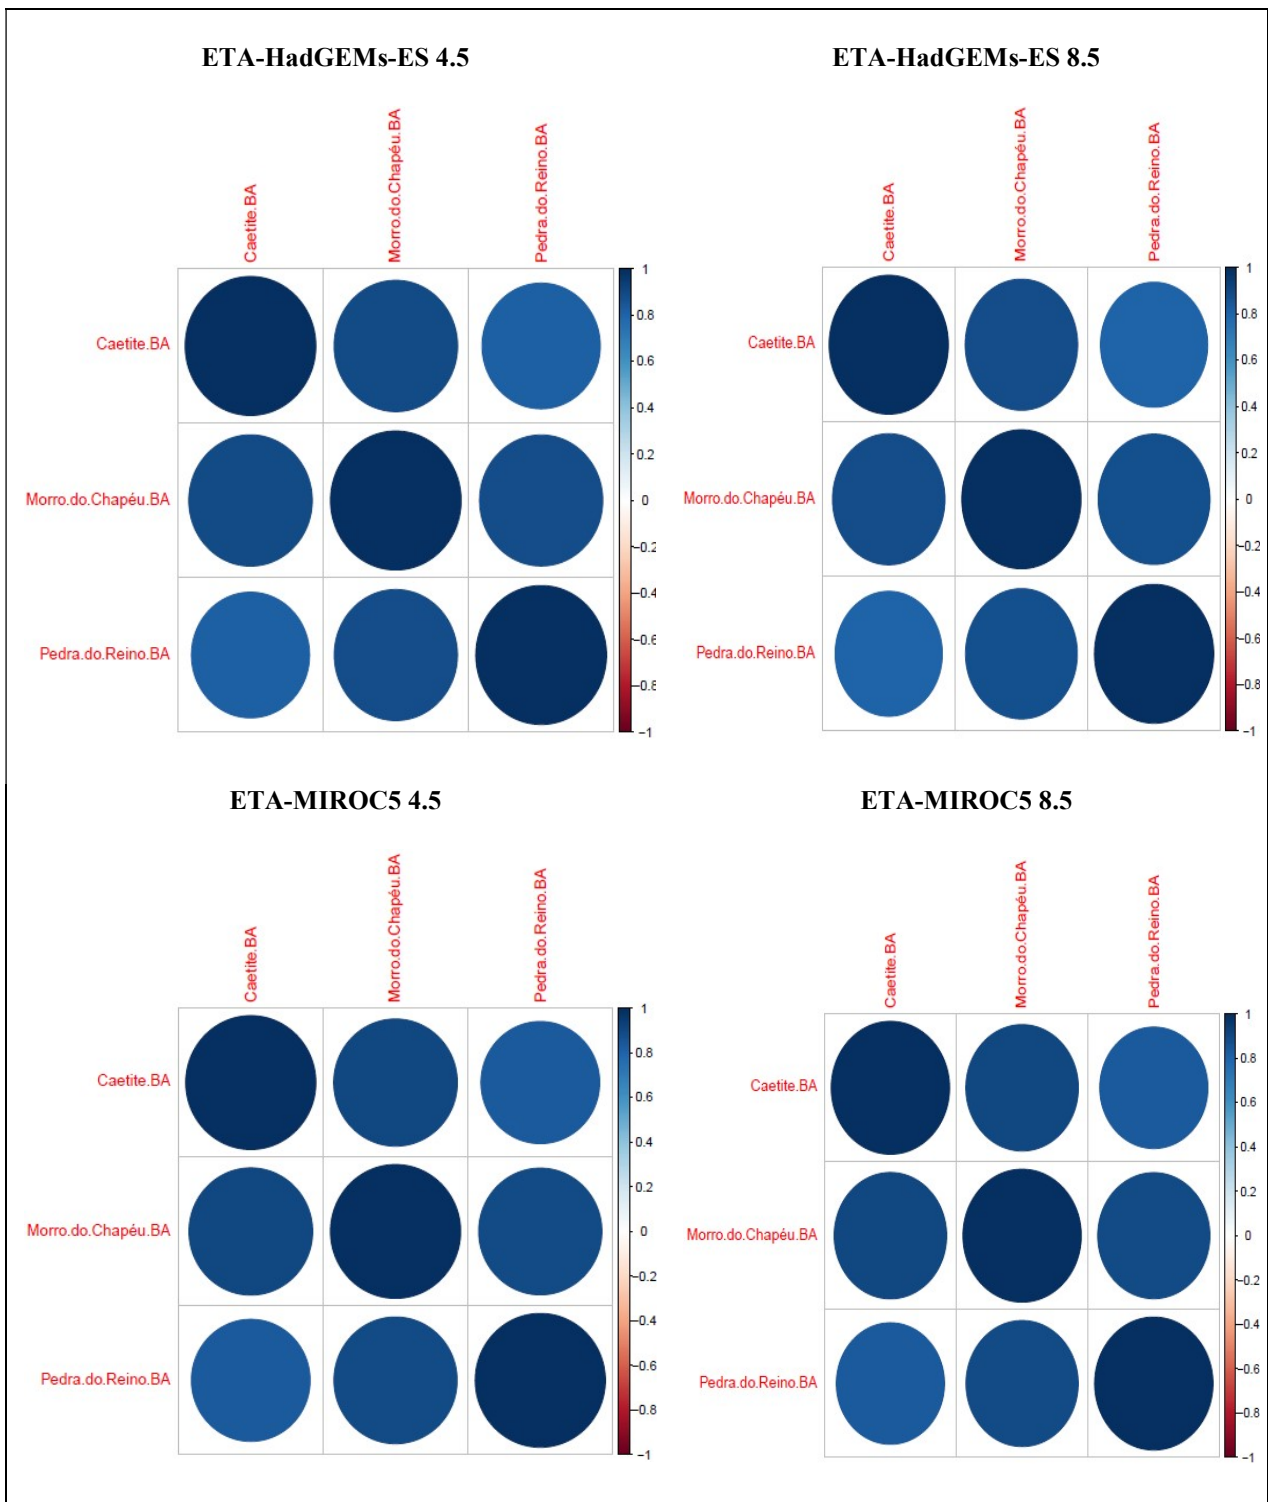 ETA-HadGEMs-ES 4.5
Caetite.BA
Morro.do.Chapéu.BA
Pedra.do.Reino.BA
Caetite.BA
Morro.do.Chapéu.BA
Pedra.do.Reino.BA
1
0.8
0.6
0.4
0.2
0
−0.2
−0.4
−0.6
−0.8
−1
ETA-HadGEMs-ES 8.5
Caetite.BA
Morro.do.Chapéu.BA
Pedra.do.Reino.BA
Caetite.BA
Morro.do.Chapéu.BA
Pedra.do.Reino.BA
1
0.8
0.6
0.4
0.2
0
−0.2
−0.4
−0.6
−0.8
−1
ETA-MIROC5 4.5
Caetite.BA
Morro.do.Chapéu.BA
Pedra.do.Reino.BA
Caetite.BA
Morro.do.Chapéu.BA
Pedra.do.Reino.BA
1
0.8
0.6
0.4
0.2
0
−0.2
−0.4
−0.6
−0.8
−1
ETA-MIROC5 8.5
Caetite.BA
Morro.do.Chapéu.BA
Pedra.do.Reino.BA
Caetite.BA
Morro.do.Chapéu.BA
Pedra.do.Reino.BA
1
0.8
0.6
0.4
0.2
0
−0.2
−0.4
−0.6
−0.8
−1